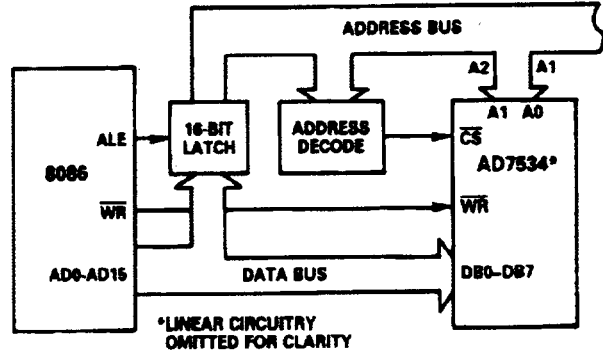 ADDRESS BUS
A2
A1
8086
ALE
16-BIT
LATCH
ADDRESS
DECODE
A1 A0
CS
AD7534*
WR
WR
AD0-AD15
DATA BUS
DB0-DB7
*LINEAR CIRCUITRY
OMITTED FOR CLARITY